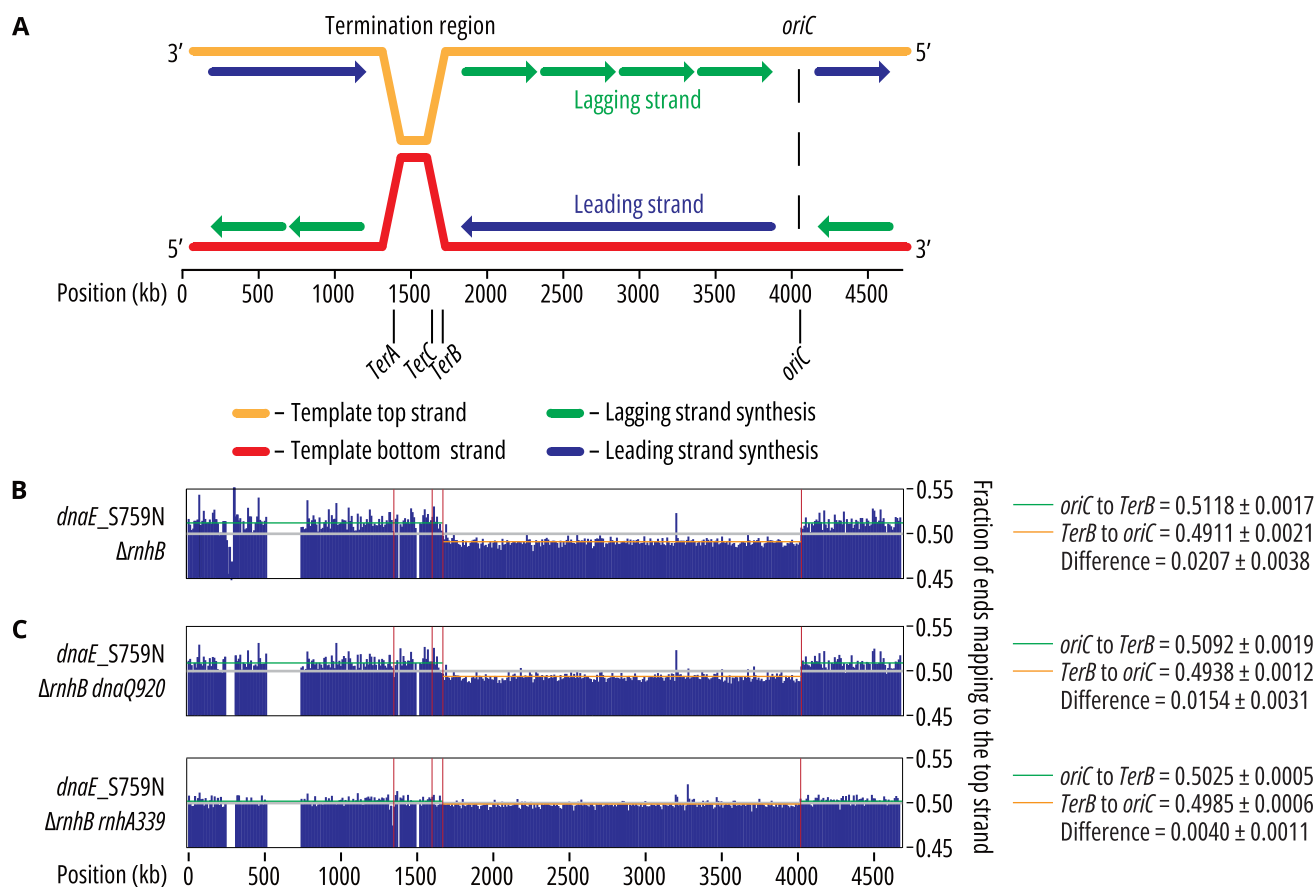 A
Termination region
oriC
3’
5’
Lagging strand
Leading strand
5’
3’
Position (kb) 0 500 1000 1500 2000 2500 3000 3500 4000 4500
TerA
TerC
TerB
oriC
– Template top strand
– Lagging strand synthesis
– Template bottom strand
– Leading strand synthesis
B
dnaE_S759N
ΔrnhB
0.55
0.50
0.45
oriC to TerB = 0.5118 ± 0.0017
TerB to oriC = 0.4911 ± 0.0021
Difference = 0.0207 ± 0.0038
C
dnaE_S759N
ΔrnhB dnaQ920
0.55
0.50
0.45
Fraction of ends mapping to the top strand
oriC to TerB = 0.5092 ± 0.0019
TerB to oriC = 0.4938 ± 0.0012
Difference = 0.0154 ± 0.0031
dnaE_S759N
ΔrnhB rnhA339
0.55
0.50
0.45
oriC to TerB = 0.5025 ± 0.0005
TerB to oriC = 0.4985 ± 0.0006
Difference = 0.0040 ± 0.0011
Position (kb) 0 500 1000 1500 2000 2500 3000 3500 4000 4500